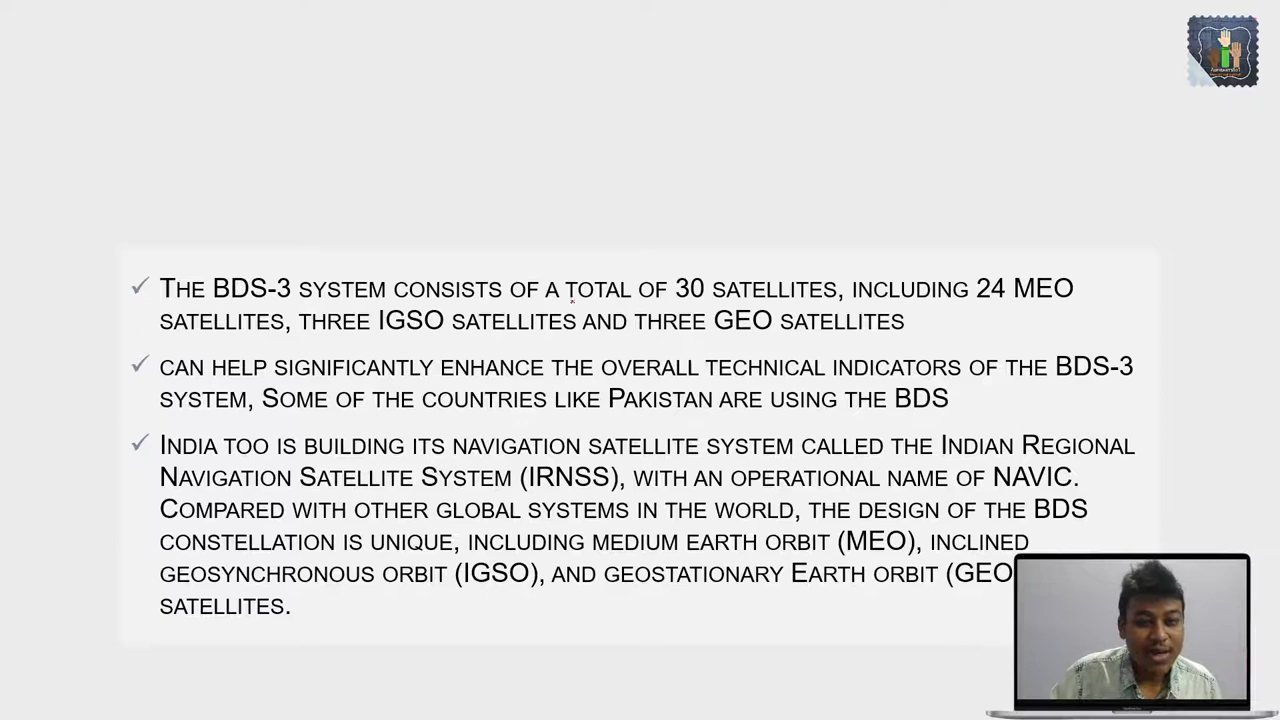 The BDS-3 system consists of a total of 30 satellites, including 24 MEO
satellites, three IGSO satellites and three GEO satellites
can help significantly enhance the overall technical indicators of the BDS-3
system, Some of the countries like Pakistan are using the BDS
India too is building its navigation satellite system called the Indian Regional
Navigation Satellite System (IRNSS), with an operational name of NAVIC.
Compared with other global systems in the world, the design of the BDS
constellation is unique, including medium earth orbit (MEO), inclined
geosynchronous orbit (IGSO), and geostationary Earth orbit (GEO
satellites.